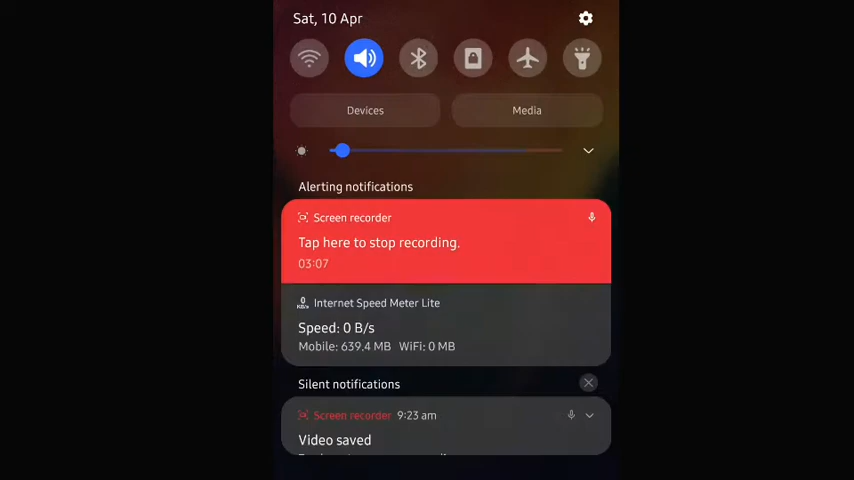 Sat, 10 Apr
Devices
Media
Alerting notifications
Screen recorder
Tap here to stop recording.
03:07
0
KB/s
Internet Speed Meter Lite
Speed: 0 B/s
Mobile: 639.4 MB WiFi: 0 MB
Silent notifications
Screen recorder 9:23 am
Video saved